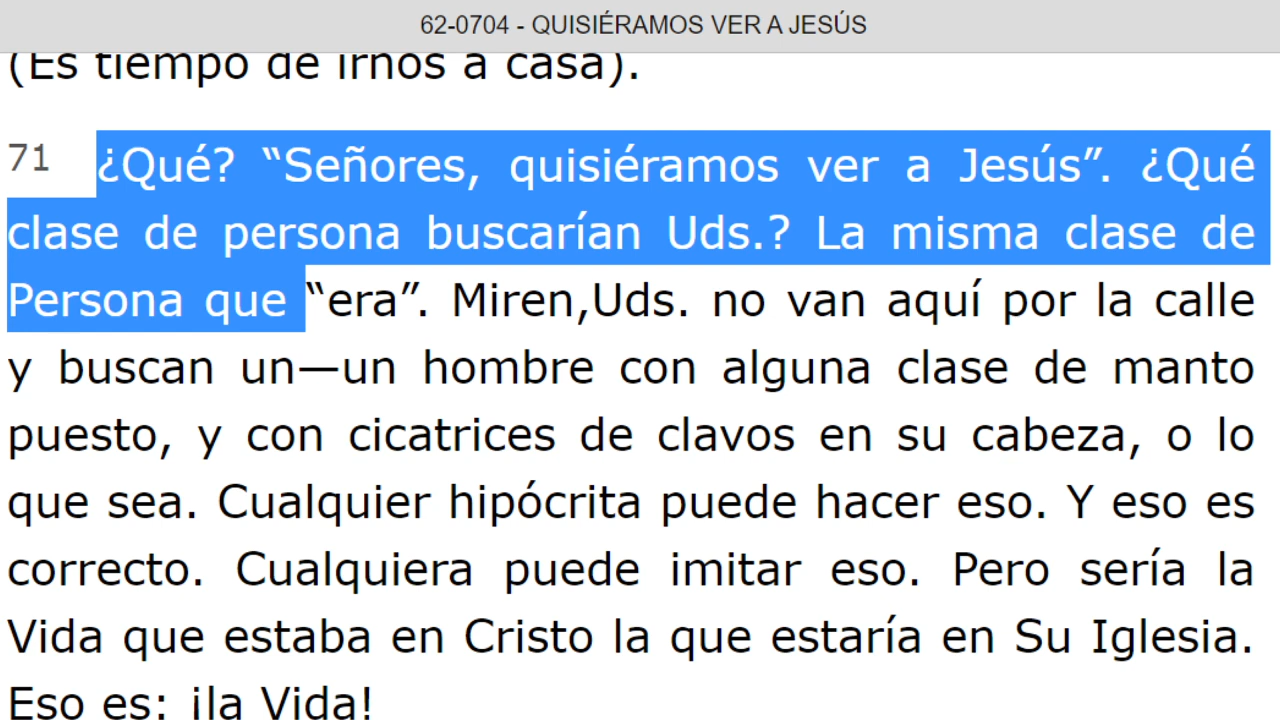 62-0704 - QUISIÉRAMOS VER A JESÚS
(Es tiempo de irnos a casa).
71 ¿Qué? “Señores, quisiéramos ver a Jesús”. ¿Qué
clase de persona buscarían Uds.? La misma clase de
Persona que “era”. Miren,Uds. no van aquí por la calle
y buscan un—un hombre con alguna clase de manto
puesto, y con cicatrices de clavos en su cabeza, o lo
que sea. Cualquier hipócrita puede hacer eso. Y eso es
correcto. Cualquiera puede imitar eso. Pero sería la
Vida que estaba en Cristo la que estaría en Su Iglesia.
Eso es: ¡la Vida!